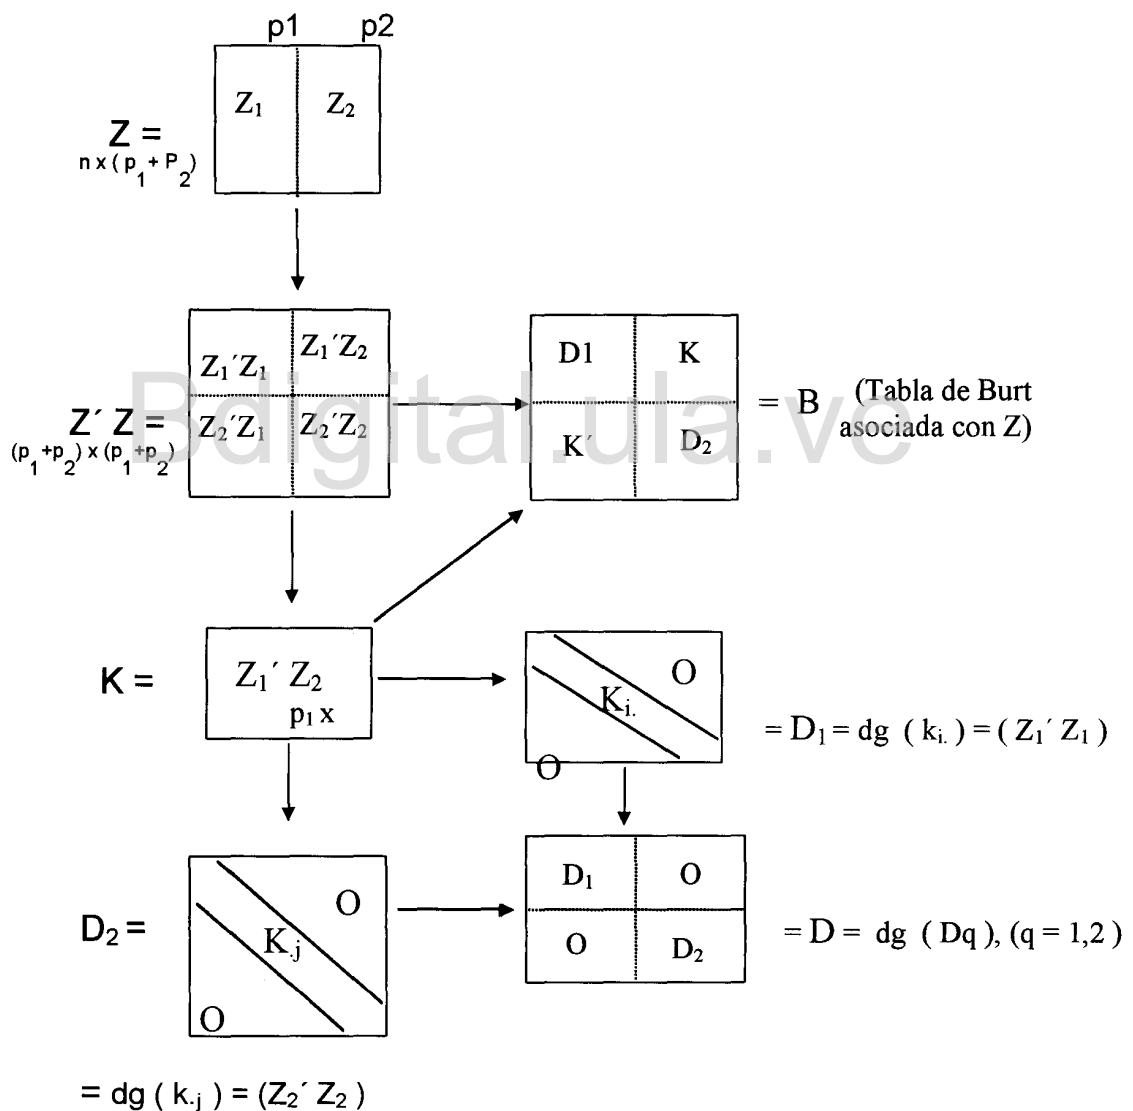 p1 p2
Z₁ Z₂
Z =
n x ( p₁ + P₂)
Z₁´Z₁ Z₁´Z₂
Z₂´Z₁ Z₂´Z₂
Z´ Z =
(p₁+p₂) x (p₁+p₂)
D1 K
K´ D₂
= B (Tabla de Burt
asociada con Z)
Bdigital.ula.ve
K =
Z₁´ Z₂
p₁ x
O
Kᵢ.
O
= D₁ = dg ( kᵢ. ) = ( Z₁´ Z₁ )
D₂ =
O
K.ⱼ
O
D₁ O
O D₂
= D = dg ( Dq ), (q = 1,2 )
= dg ( k.ⱼ ) = (Z₂´ Z₂ )